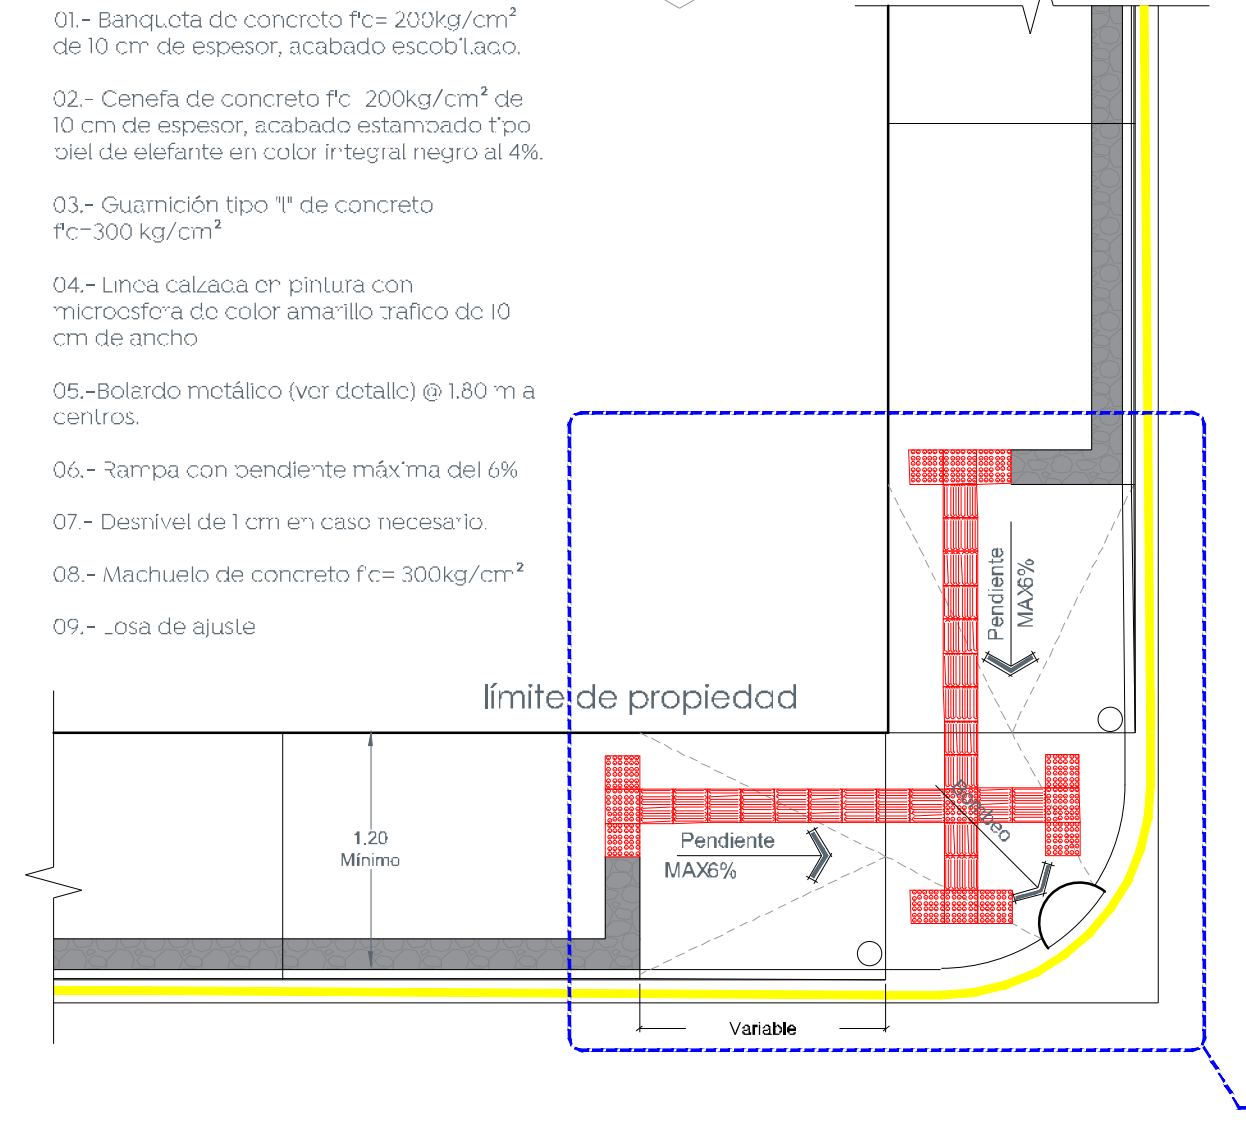 01.- Banqueta de concreto f'c= 200kg/cm²
de 10 cm de espesor, acabado escobillado.
02.- Cenefa de concreto f'c 200kg/cm² de
10 cm de espesor, acabado estampado tipo
piel de elefante en color integral negro al 4%.
03.- Guarnición tipo "I" de concreto
f'c=300 kg/cm²
04.- Linea calzada en pintura con
microesfera de color amarillo trafico de 10
cm de ancho
05.-Bolardo metálico (ver detalle) @ 1.80 m a
centros.
06.- Rampa con pendiente máxima del 6%
07.- Desnivel de 1 cm en caso necesario.
08.- Machuelo de concreto f'c= 300kg/cm²
09.- Losa de ajuste
límite de propiedad
Pendiente
MAX6%
1.20
Mínimo
Pendiente
MAX6%
Bombeo
Variable